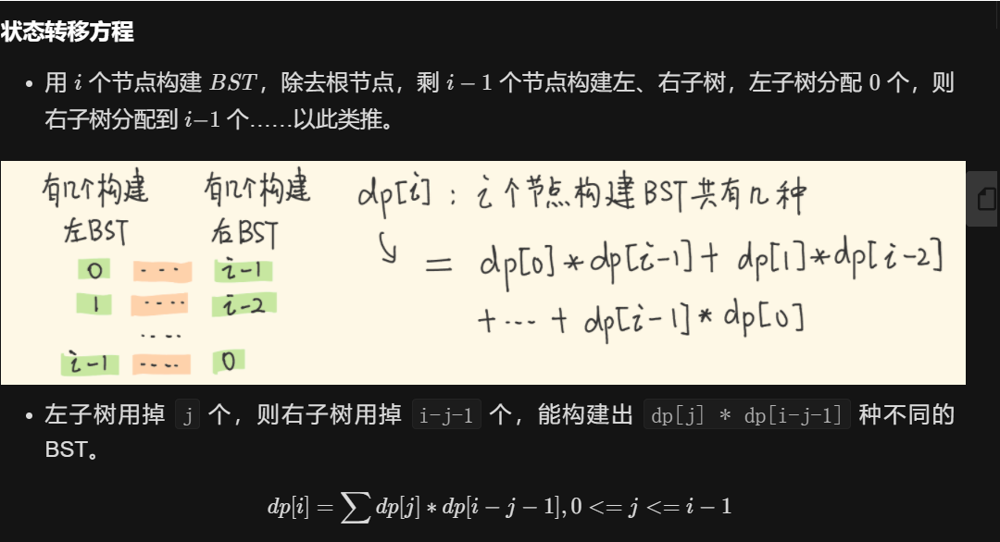 状态转移方程
• 用 i 个节点构建 BST，除去根节点，剩 i − 1 个节点构建左、右子树，左子树分配 0 个，则
右子树分配到 i−1 个……以此类推。
有几个构建 有几个构建 dp[i]：i个节点构建BST共有几种
左BST 右BST
0 ···· i-1 = dp[0]*dp[i-1]+ dp[1]*dp[i-2]
1 ···· i-2
+ ··· + dp[i-1]* dp[0]
····
i-1 ···· 0
• 左子树用掉 j 个，则右子树用掉 i-j-1 个，能构建出 dp[j] * dp[i-j-1] 种不同的
BST。
dp[i] = ∑ dp[j] * dp[i − j − 1], 0 <= j <= i − 1